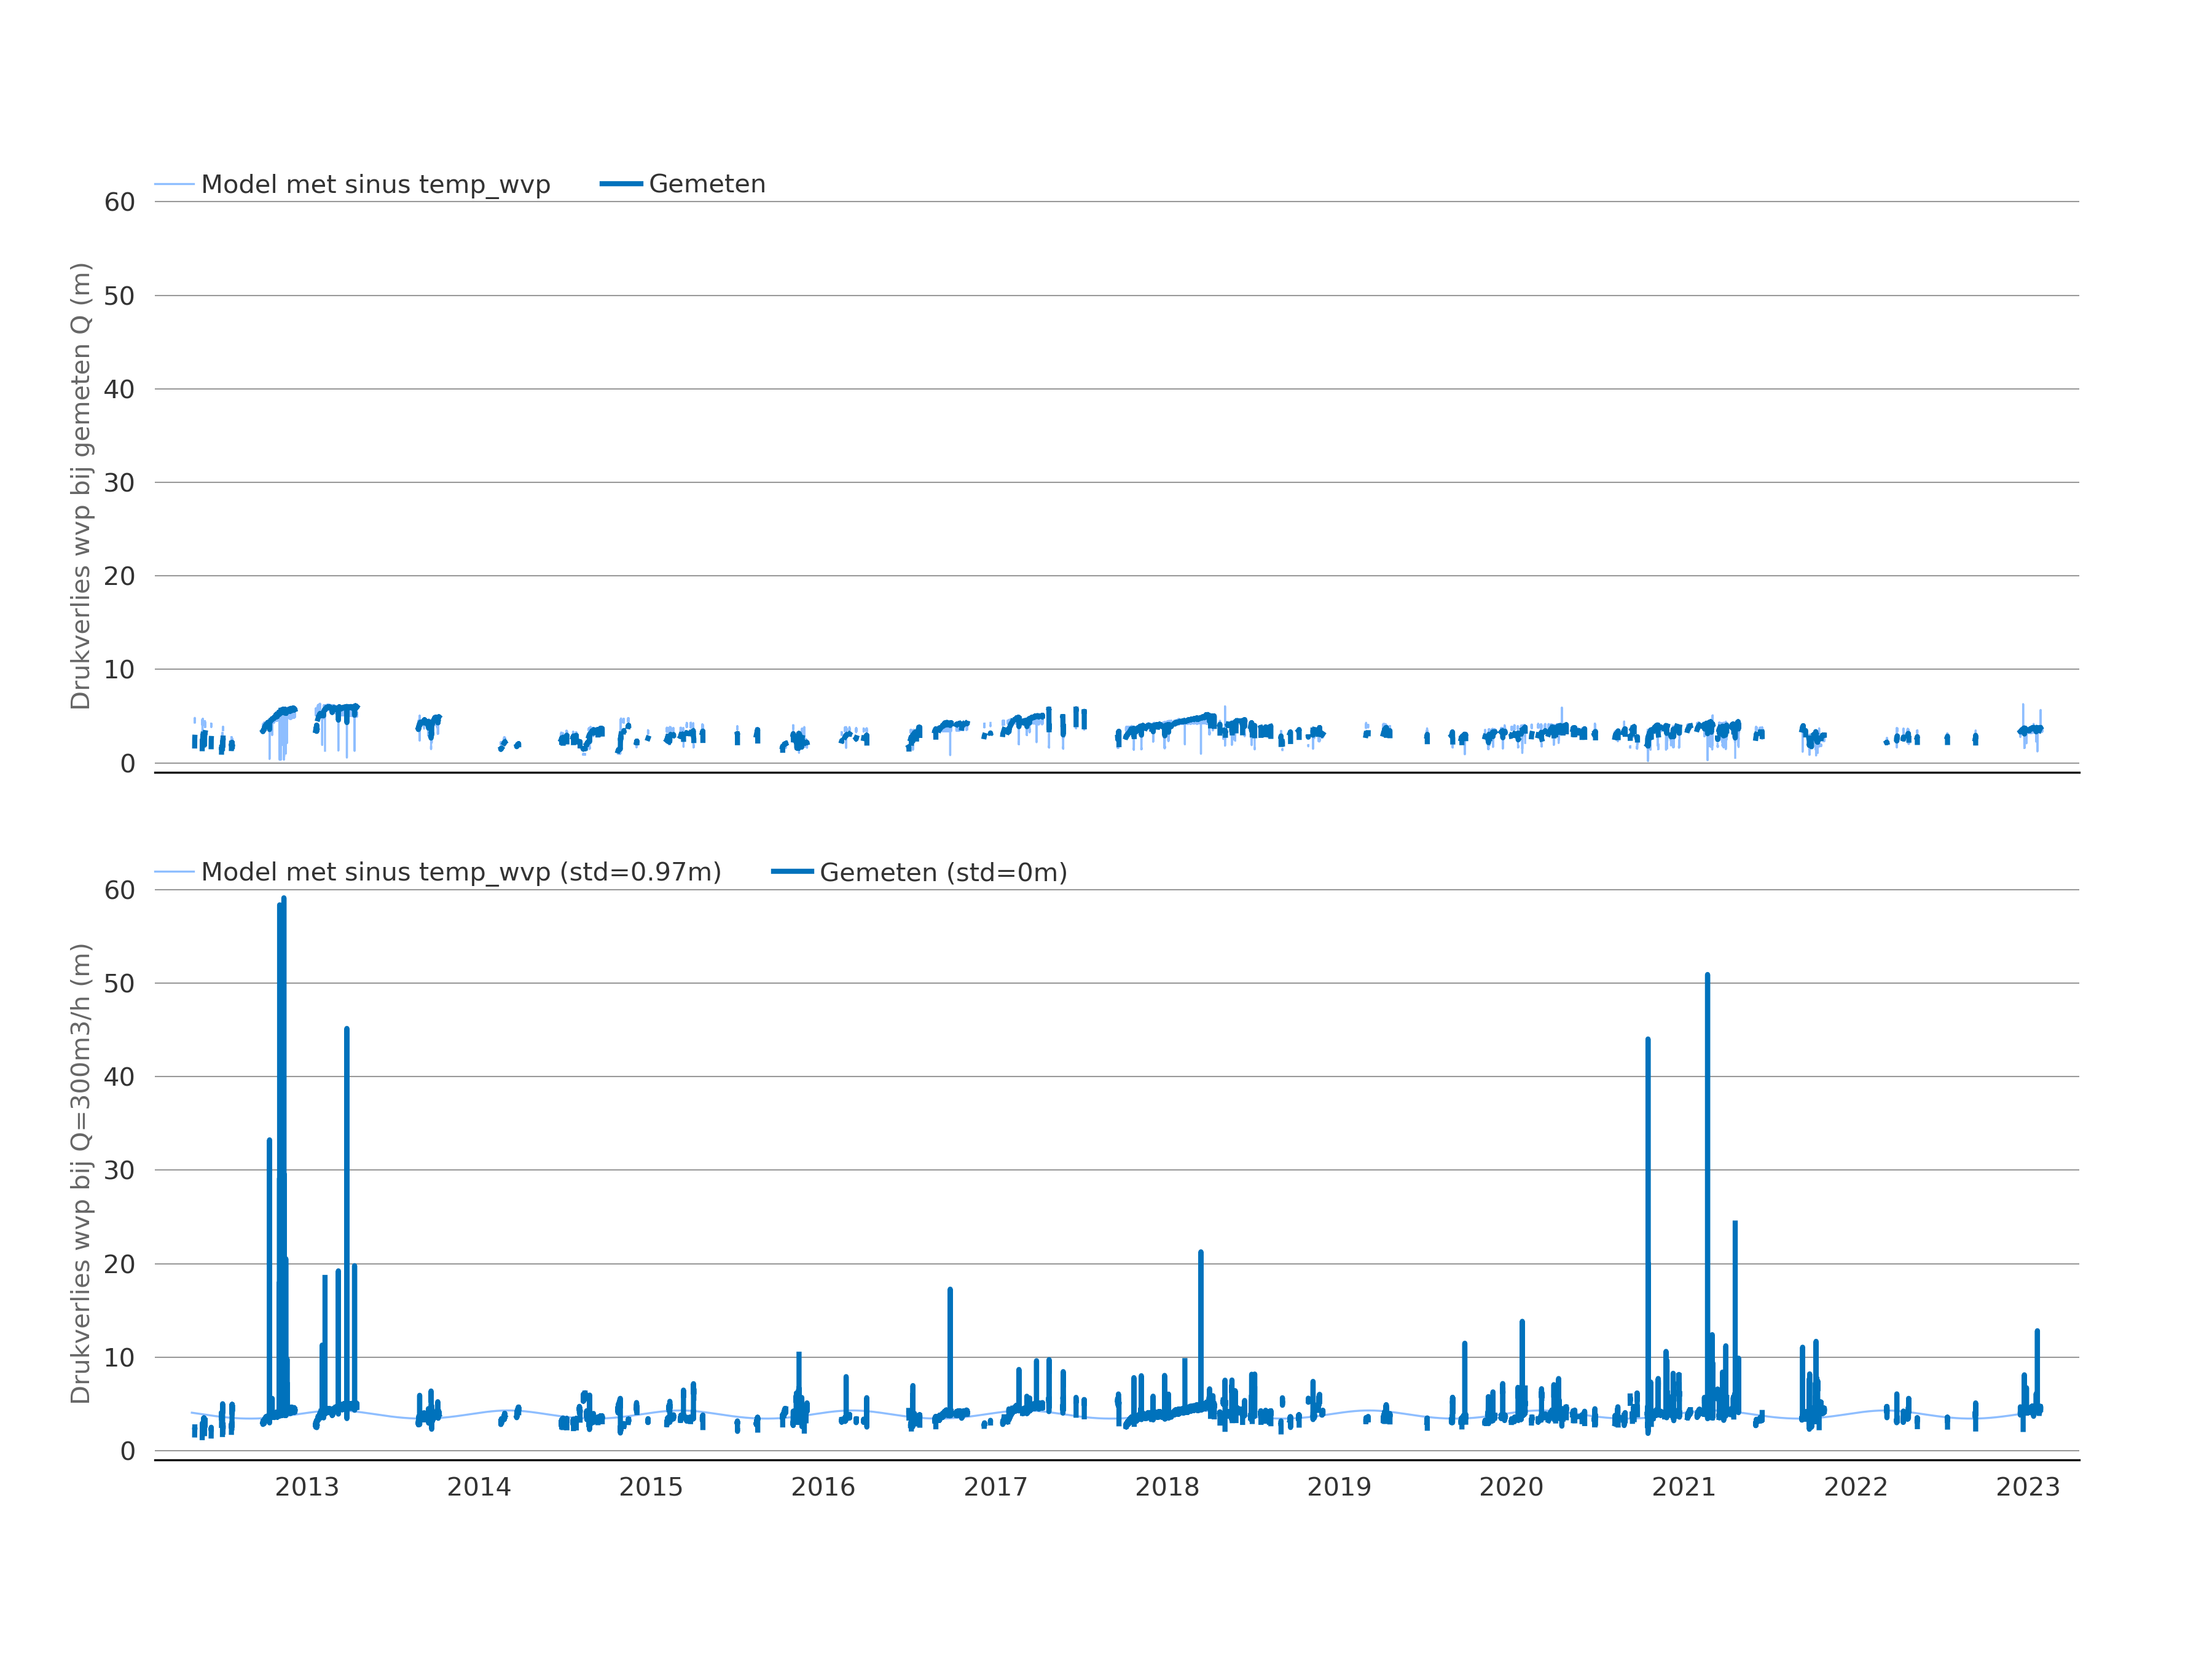 Model met sinus temp_wvp Gemeten
60
50
40
30
20
10
0
Drukverlies wvp bij gemeten Q (m)
Model met sinus temp_wvp (std=0.97m) Gemeten (std=0m)
60
50
40
30
20
10
0
Drukverlies wvp bij Q=300m3/h (m)
2013 2014 2015 2016 2017 2018 2019 2020 2021 2022 2023